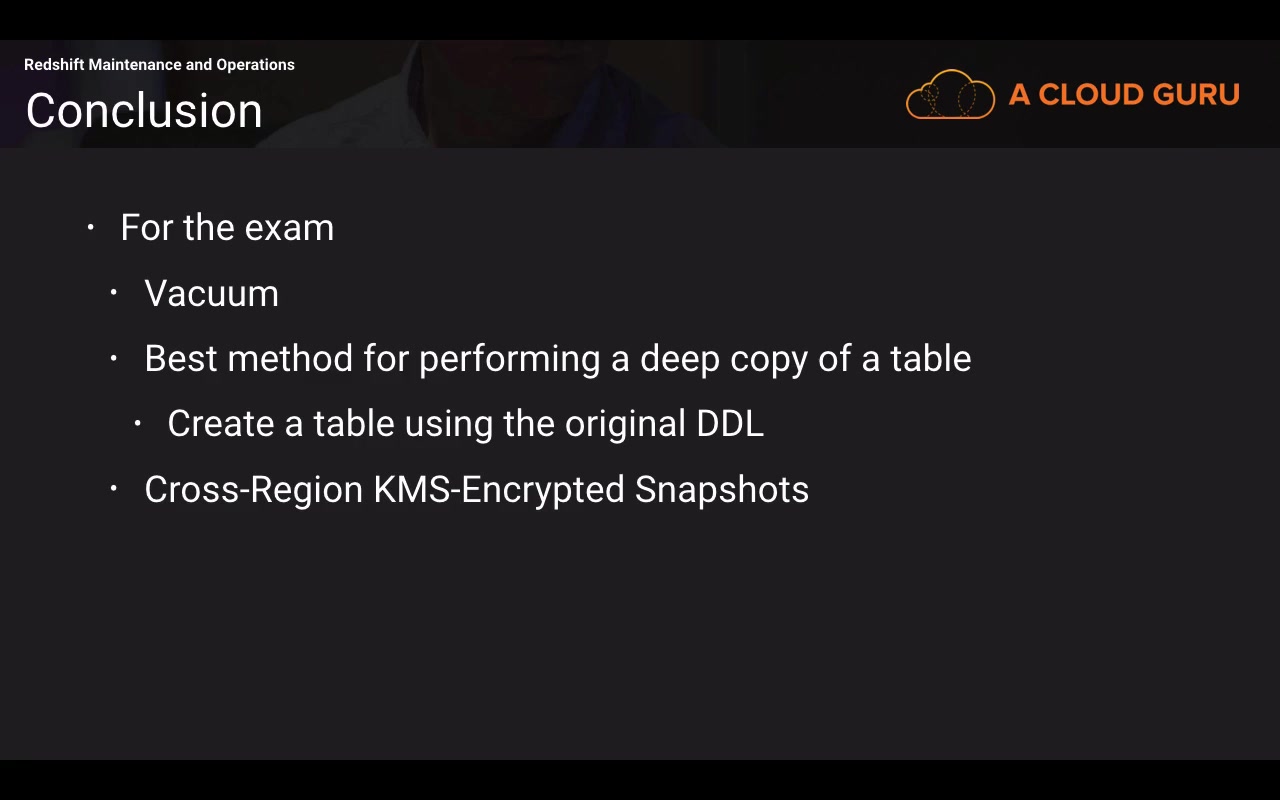 Redshift Maintenance and Operations
Conclusion
A CLOUD GURU
• For the exam
• Vacuum
• Best method for performing a deep copy of a table
• Create a table using the original DDL
• Cross-Region KMS-Encrypted Snapshots